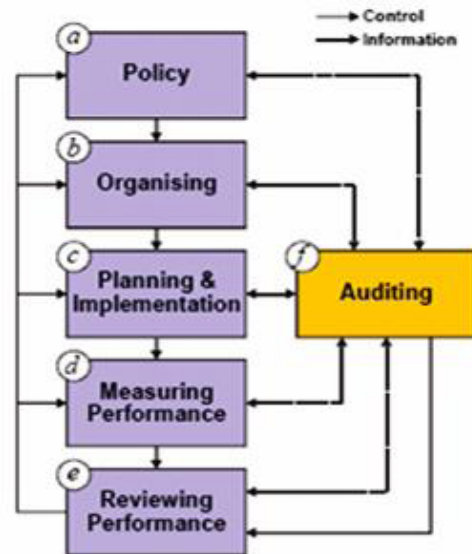 Control
Information
a
Policy
b
Organising
c
Planning &
Implementation
f
Auditing
d
Measuring
Performance
e
Reviewing
Performance